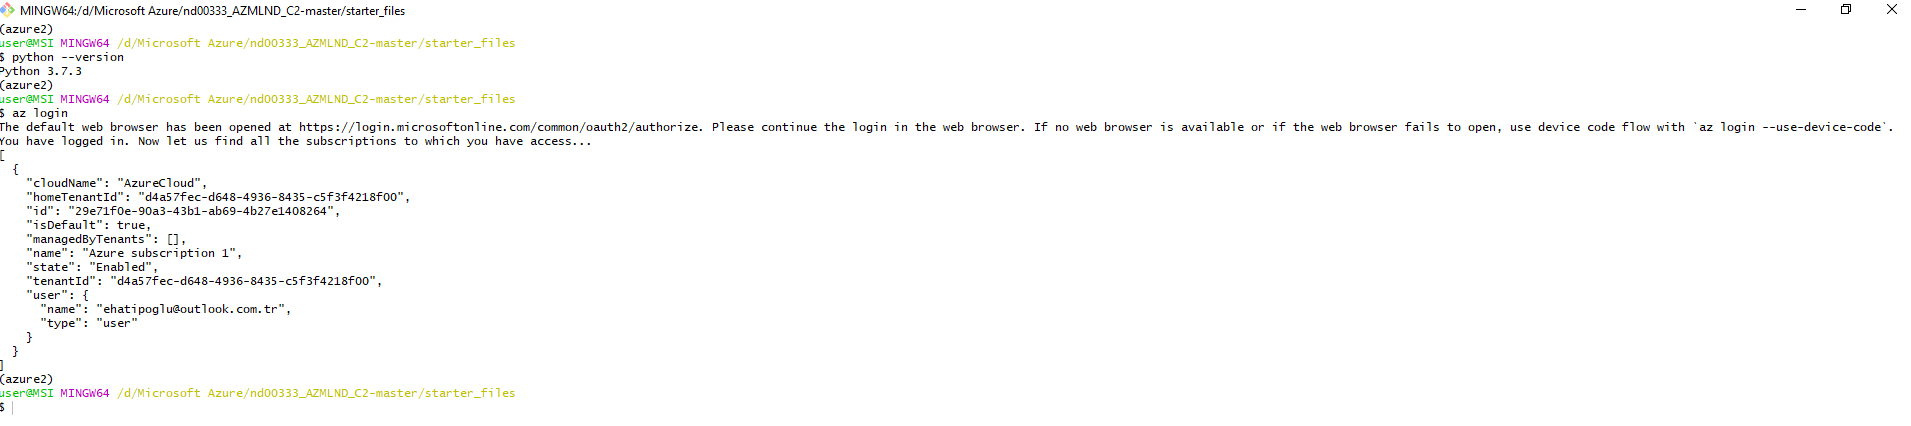 MINGW64:/d/Microsoft Azure/nd00333_AZMLND_C2-master/starter_files
(azure2)
user@MSI MINGW64 /d/Microsoft Azure/nd00333_AZMLND_C2-master/starter_files
$ python --version
Python 3.7.3
(azure2)
user@MSI MINGW64 /d/Microsoft Azure/nd00333_AZMLND_C2-master/starter_files
$ az login
The default web browser has been opened at https://login.microsoftonline.com/common/oauth2/authorize. Please continue the login in the web browser. If no web browser is available or if the web browser fails to open, use device code flow with `az login --use-device-code`.
You have logged in. Now let us find all the subscriptions to which you have access...
[
  {
    "cloudName": "AzureCloud",
    "homeTenantId": "d4a57fec-d648-4936-8435-c5f3f4218f00",
    "id": "29e71f0e-90a3-43b1-ab69-4b27e1408264",
    "isDefault": true,
    "managedByTenants": [],
    "name": "Azure subscription 1",
    "state": "Enabled",
    "tenantId": "d4a57fec-d648-4936-8435-c5f3f4218f00",
    "user": {
      "name": "ehatipoglu@outlook.com.tr",
      "type": "user"
    }
  }
]
(azure2)
user@MSI MINGW64 /d/Microsoft Azure/nd00333_AZMLND_C2-master/starter_files
$